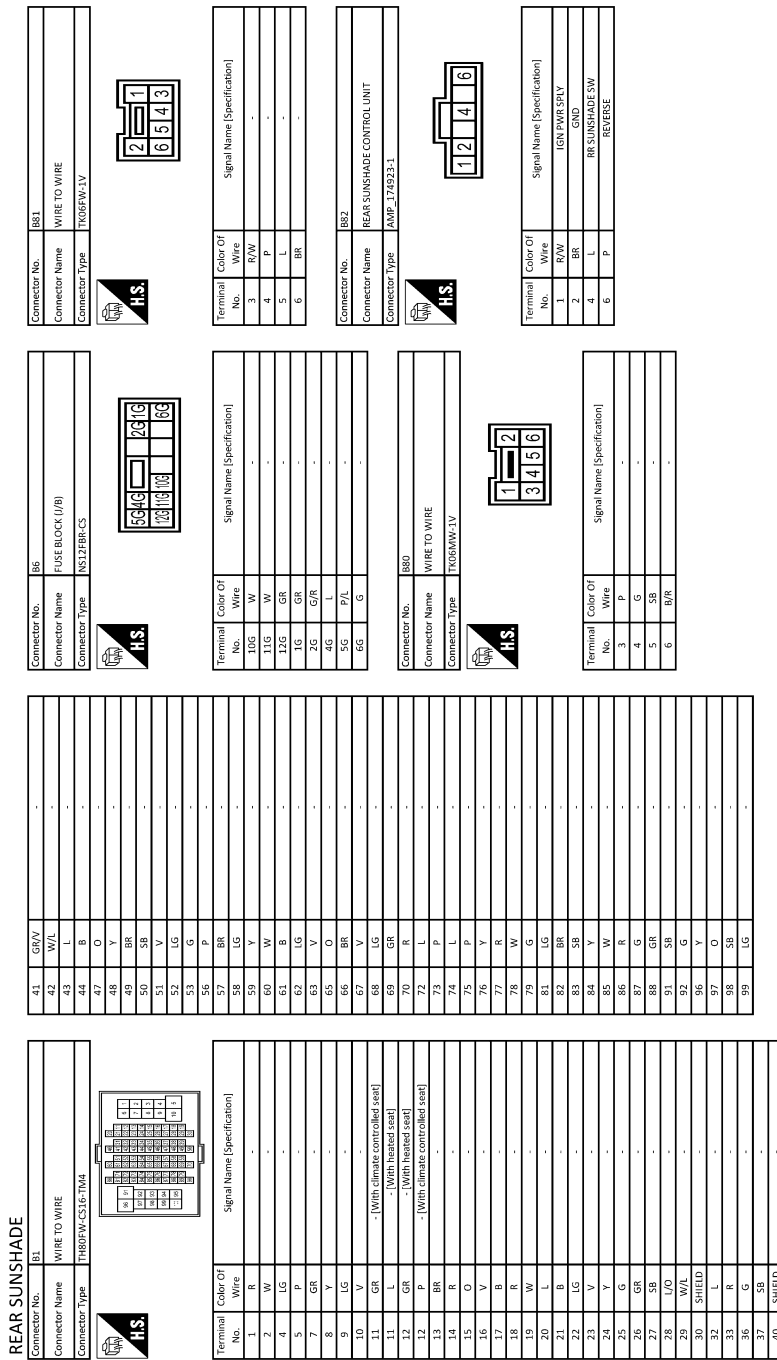 REAR SUNSHADE
Connector No. B1
Connector Name WIRE TO WIRE
Connector Type TH80FW-CS16-TM4
H.S.
Terminal No. Color Of Wire Signal Name [Specification]
1 R -
2 W -
4 LG -
5 P -
7 GR -
8 Y -
9 LG -
10 V -
11 GR - [With climate controlled seat]
11 L - [With heated seat]
12 GR - [With heated seat]
12 P - [With climate controlled seat]
13 BR -
14 R -
15 O -
16 V -
17 B -
18 R -
19 W -
20 L -
21 B -
22 LG -
23 V -
24 Y -
25 G -
26 GR -
27 SB -
28 L/O -
29 W/L -
30 SHIELD -
32 L -
33 R -
36 G -
37 SB -
40 SHIELD -
41 GR/V -
42 W/L -
43 L -
44 B -
47 O -
48 Y -
49 BR -
50 SB -
51 V -
52 LG -
53 G -
56 P -
57 BR -
58 LG -
59 Y -
60 W -
61 B -
62 LG -
63 V -
65 O -
66 BR -
67 V -
68 LG -
69 GR -
70 R -
72 L -
73 P -
74 L -
75 P -
76 Y -
77 R -
78 W -
79 G -
81 LG -
82 BR -
83 SB -
84 Y -
85 W -
86 R -
87 G -
88 GR -
91 SB -
92 G -
96 Y -
97 O -
98 SB -
99 LG -
Connector No. B6
Connector Name FUSE BLOCK (J/B)
Connector Type NS12FBR-CS
H.S.
5G 4G 2G 1G
12G 11G 10G 6G
Terminal No. Color Of Wire Signal Name [Specification]
10G W -
11G W -
12G GR -
1G GR -
2G G/R -
4G L -
5G P/L -
6G G -
Connector No. B80
Connector Name WIRE TO WIRE
Connector Type TK06MW-1V
H.S.
1 2
3 4 5 6
Terminal No. Color Of Wire Signal Name [Specification]
3 P -
4 G -
5 SB -
6 B/R -
Connector No. B81
Connector Name WIRE TO WIRE
Connector Type TK06FW-1V
H.S.
2 1
6 5 4 3
Terminal No. Color Of Wire Signal Name [Specification]
3 R/W -
4 P -
5 L -
6 BR -
Connector No. B82
Connector Name REAR SUNSHADE CONTROL UNIT
Connector Type AMP_174923-1
H.S.
1 2 4 6
Terminal No. Color Of Wire Signal Name [Specification]
1 R/W IGN PWR SPLY
2 BR GND
4 L RR SUNSHADE SW
6 P REVERSE